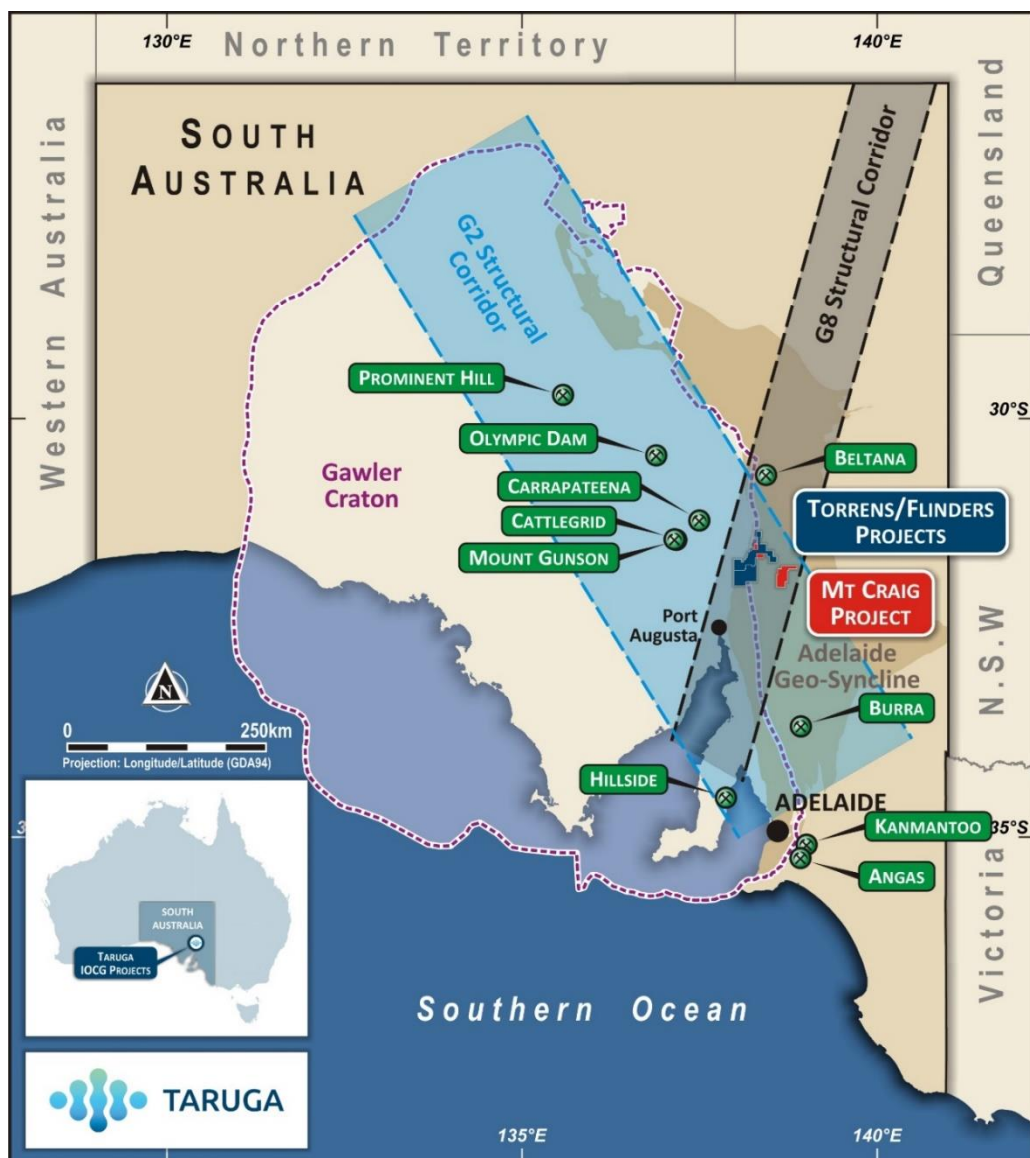 130°E
140°E
Northern Territory
SOUTH
AUSTRALIA
Western Australia
Queensland
G8 Structural Corridor
G2 Structural
Corridor
PROMINENT HILL
30°S
OLYMPIC DAM
BELTANA
Gawler
Craton
CARRAPATEENA
CATTLEGRID
MOUNT GUNSON
TORRENS/FLINDERS
PROJECTS
MT CRAIG
PROJECT
Port
Augusta
Adelaide
Geo-Syncline
N.S.W
N
BURRA
0 250km
Projection: Longitude/Latitude (GDA94)
HILLSIDE
ADELAIDE
KANMANTOO
35°S
ANGAS
Victoria
SOUTH
AUSTRALIA
TARUGA
IOCG PROJECTS
Southern Ocean
TARUGA
135°E
140°E